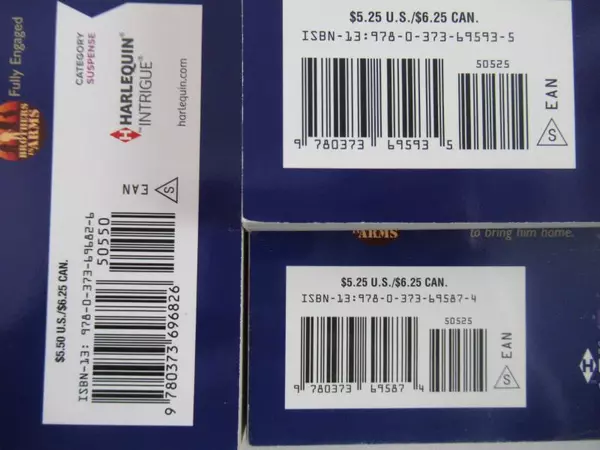 Fully Engaged
BROTHERS
IN ARMS
CATEGORY
SUSPENSE
HARLEQUIN®
INTRIGUE®
harlequin.com
EAN
S
$5.50 U.S./$6.25 CAN.
ISBN-13: 978-0-373-69682-6
50550
9 780373 696826
$5.25 U.S./$6.25 CAN.
ISBN-13:978-0-373-69593-5
50525
9 780373 69593 5
EAN
S
ARMS
to bring him home.
$5.25 U.S./$6.25 CAN.
ISBN-13:978-0-373-69587-4
50525
9 780373 69587 4
EAN
S